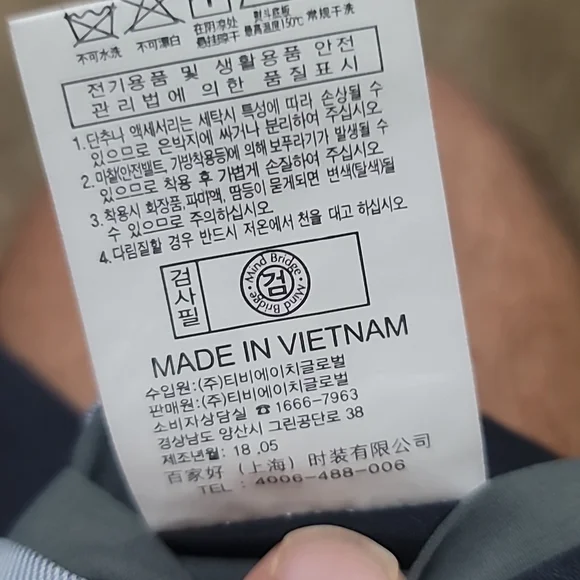 不可水洗
不可漂白
在阴凉处
悬挂晾干
熨斗底板
最高温度150℃
常规干洗
전기용품 및 생활용품 안전
관리법에 의한 품질표시
1. 단추나 액세서리는 세탁시 특성에 따라 손상될 수
있으므로 은박지에 싸거나 분리하여 주십시오.
2. 마찰(안전밸트, 가방착용등)에 의해 보푸라기가 발생될 수
있으므로 착용 후 가볍게 손질하여 주십시오.
3. 착용시 화장품, 파마액, 땀등이 묻게되면 변색(탈색)될
수 있으므로 주의하십시오.
4. 다림질할 경우 반드시 저온에서 천을 대고 하십시오.
검사필
Mind Bridge • Mind Bridge •
검
MADE IN VIETNAM
수입원:(주)티비에이치글로벌
판매원:(주)티비에이치글로벌
소비자상담실 ☎ 1666-7963
경상남도 양산시 그린공단로 38
제조년월: 18 .05
百家好 (上海) 时装有限公司
TEL : 4006-488-006